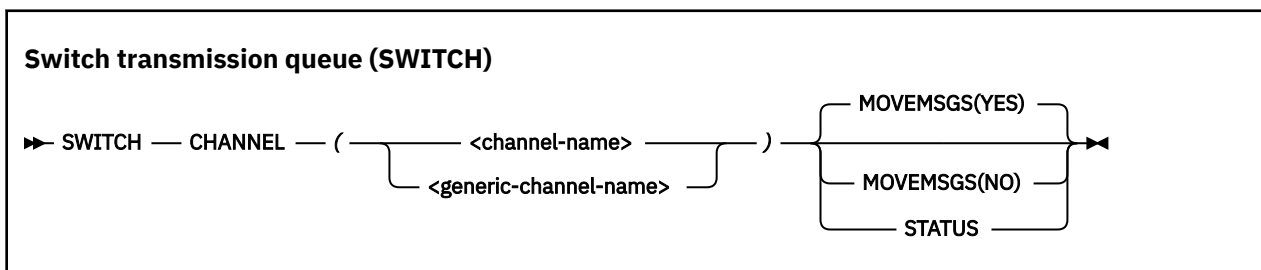 Switch transmission queue (SWITCH)
MOVEMSGS(YES)
SWITCH CHANNEL ( <channel-name> )
<generic-channel-name> MOVEMSGS(NO)
STATUS